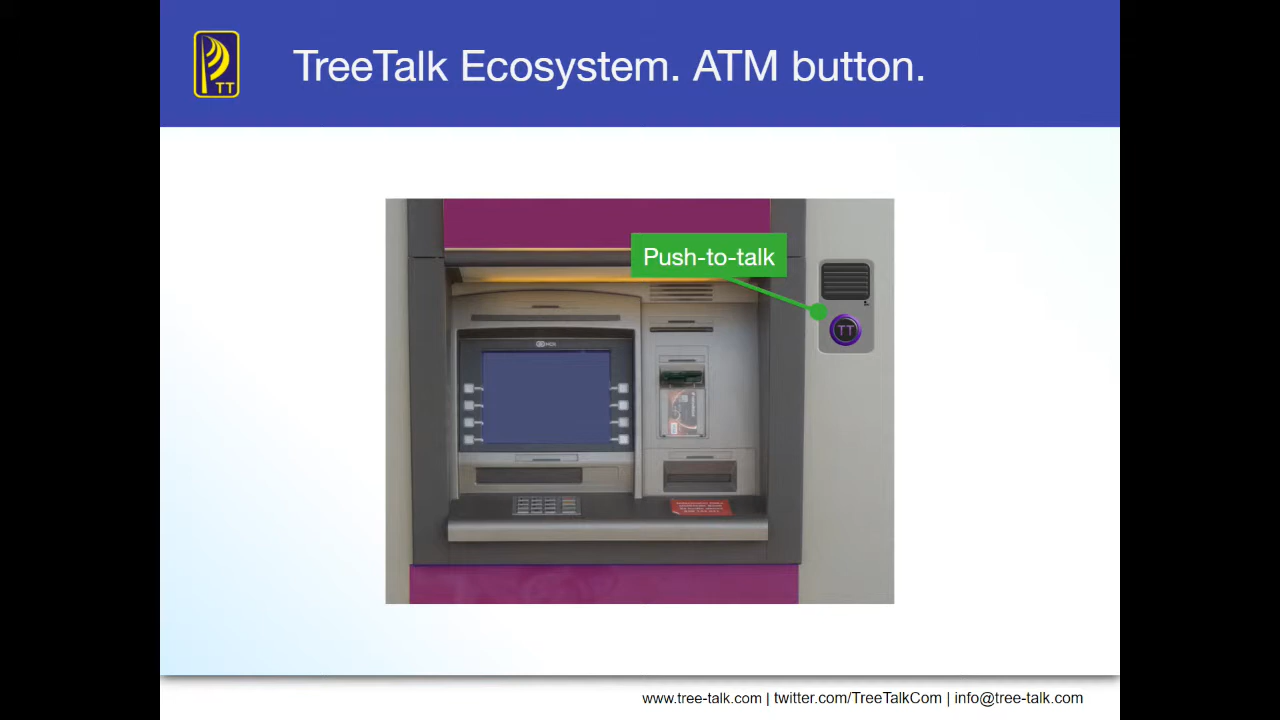 TT
TreeTalk Ecosystem. ATM button.
Push-to-talk
TT
www.tree-talk.com | twitter.com/TreeTalkCom | info@tree-talk.com